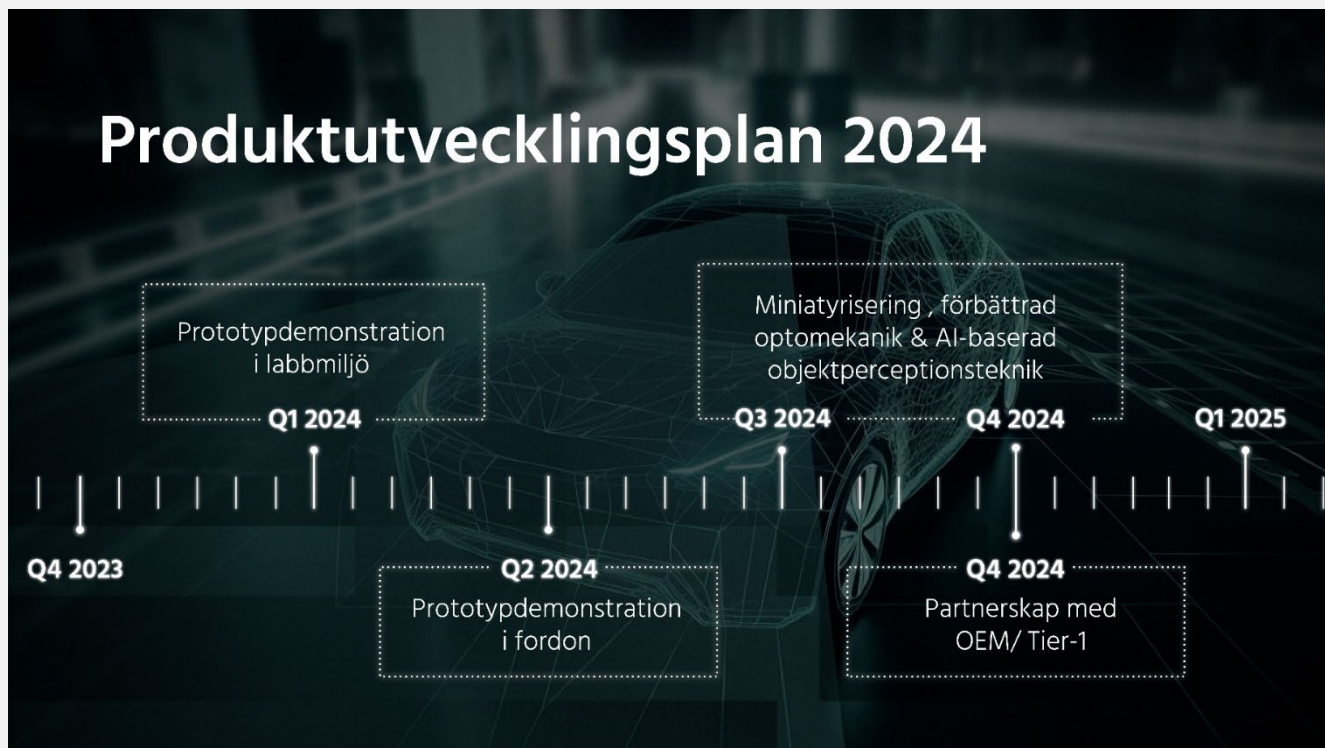 Produktutvecklingsplan 2024
Prototypdemonstration
i labbmiljö
Q1 2024
Miniatyrisering , förbättrad
optomekanik & AI-baserad
objektperceptionsteknik
Q3 2024
Q4 2024
Q1 2025
Q4 2023
Q2 2024
Prototypdemonstration
i fordon
Q4 2024
Partnerskap med
OEM/ Tier-1